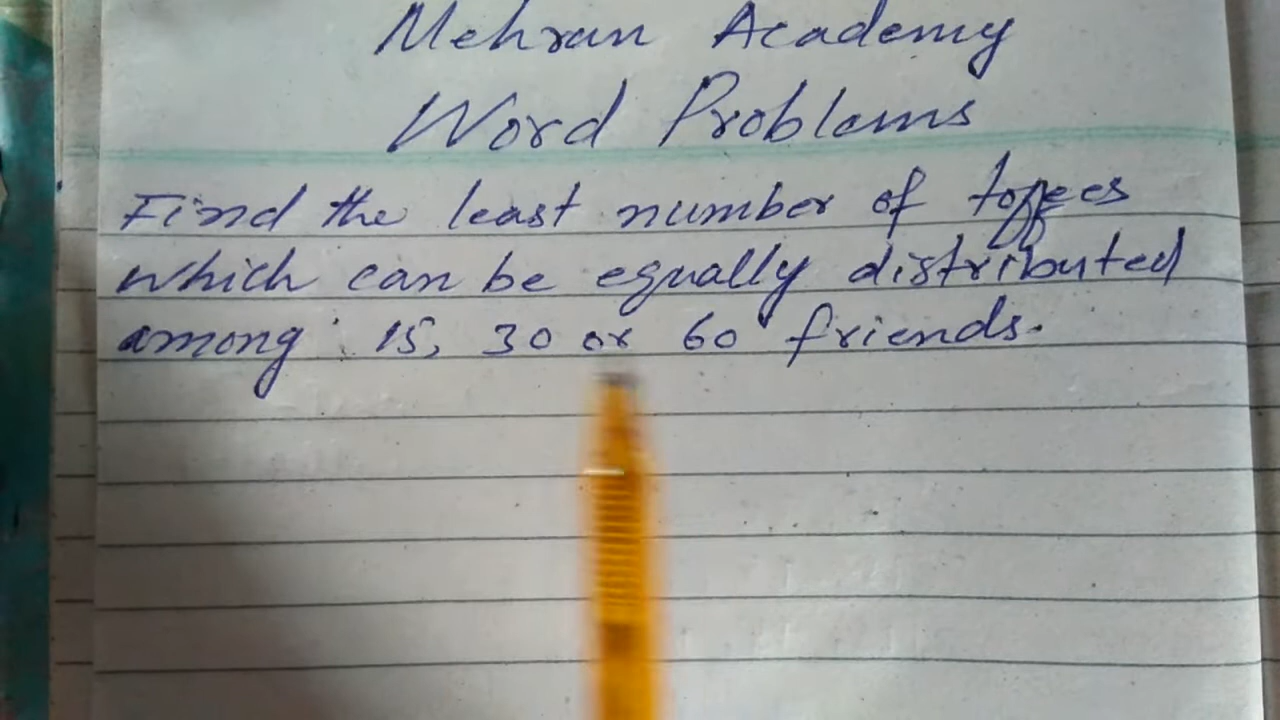 Mehran Academy
Word Problems
Find the least number of toffees
which can be equally distributed
among 15, 30 or 60 friends.